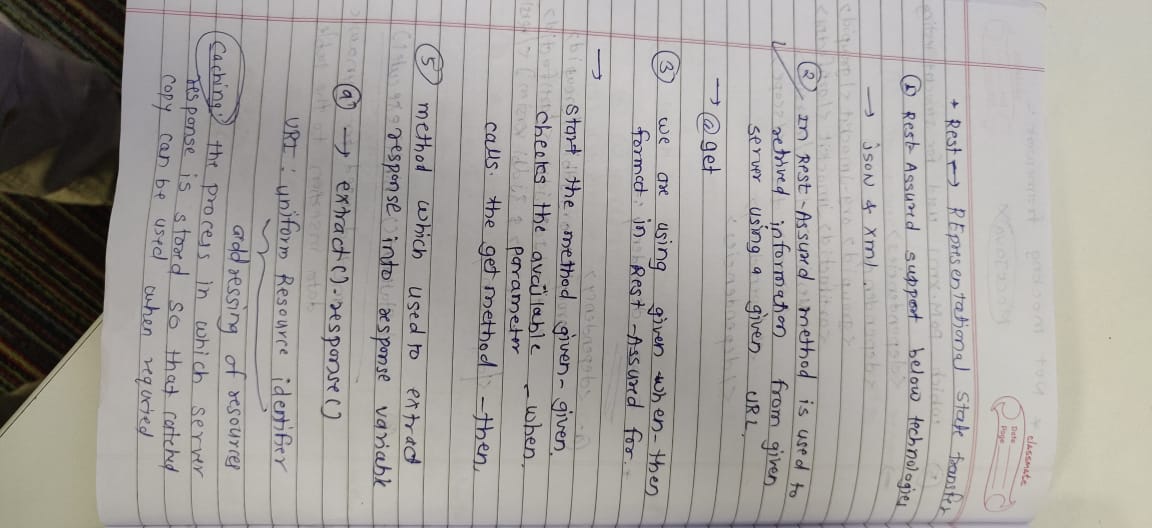 classmate
Date
Page
* Rest → REpresentational State transfer
① Rest Assured support below technologies
→ JSON & xml.
② In Rest-Assured method is used to
retrived information from given
server using a given URL.
→ @get
③ we are using given when-then
format in Rest-Assured for.
→
Start the method given-given.
checks the available - when.
parameter
calls the get method - then.
⑤ method which used to extract
response into response variable
ⓐ → extract().response()
URI : uniform Resource identifier
addressing of resources
Caching: the proces in which server
response is stored so that
copy can be used when requried